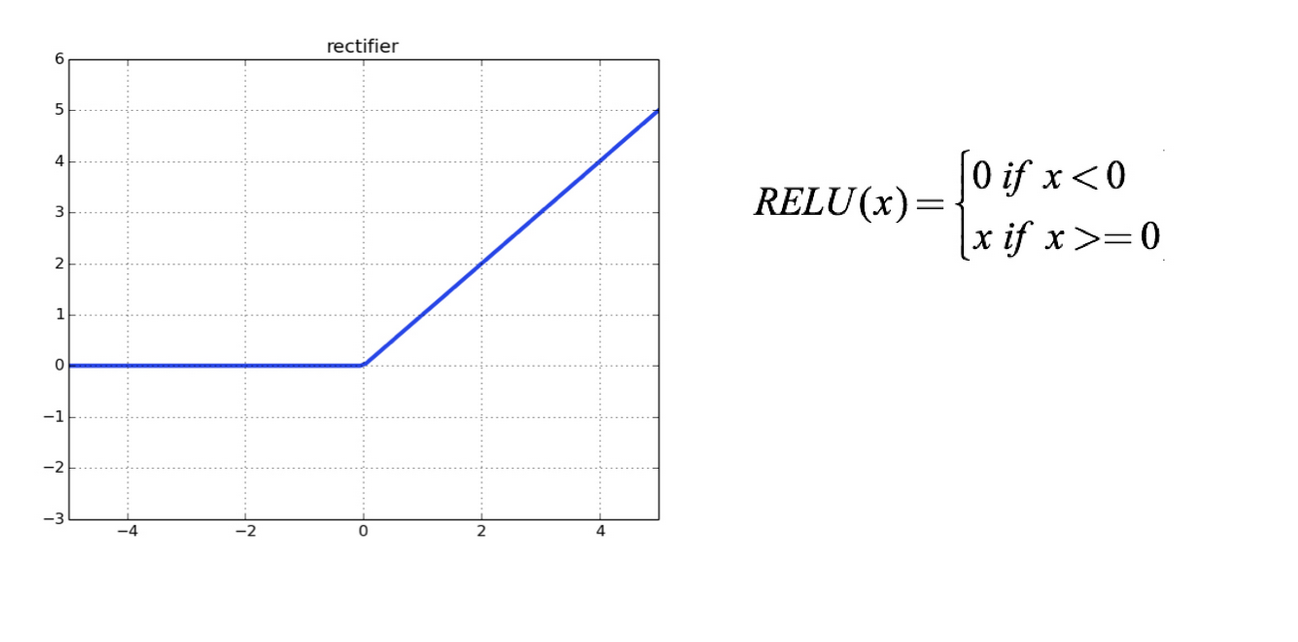 rectifier
6
5
4
3
2
1
0
−1
−2
−3
−4 −2 0 2 4
RELU(x)= {0 if x<0
x if x>=0